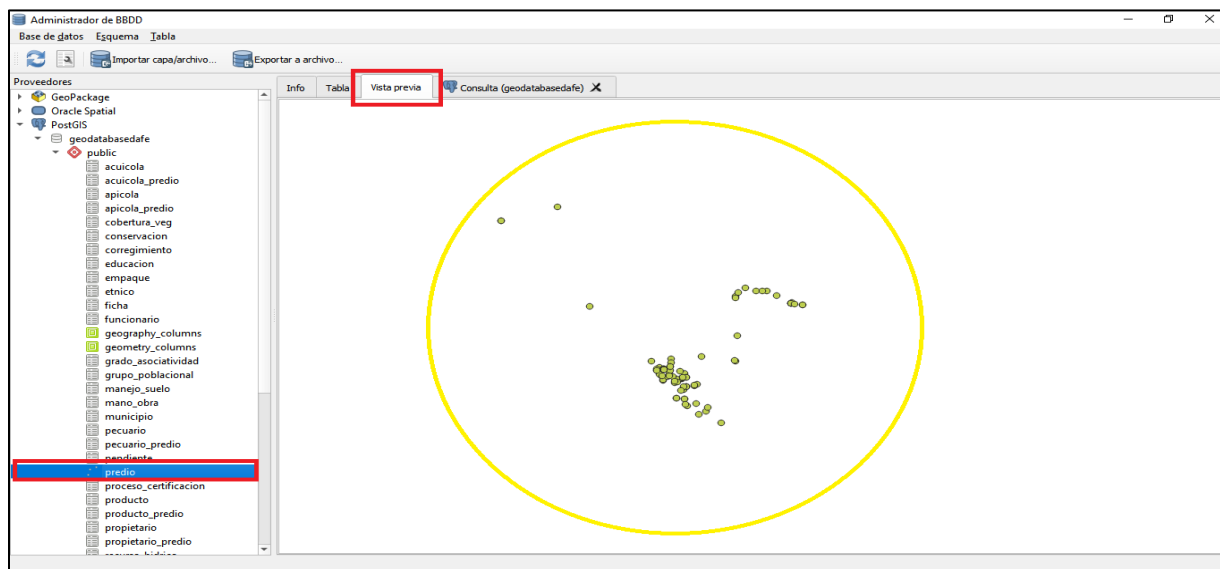 Administrador de BBDD
Base de datos Esquema Tabla
Importar capa/archivo... Exportar a archivo...
Proveedores
Info Tabla Vista previa Consulta (geodatabasedafe)
GeoPackage
Oracle Spatial
PostGIS
geodatabasedafe
public
acuicola
acuicola_predio
apicola
apicola_predio
cobertura_veg
conservacion
corregimiento
educacion
empaque
etnico
ficha
funcionario
geography_columns
geometry_columns
grado_asociatividad
grupo_poblacional
manejo_suelo
mano_obra
municipio
pecuario
pecuario_predio
pendiente
predio
proceso_certificacion
producto
producto_predio
propietario
propietario_predio